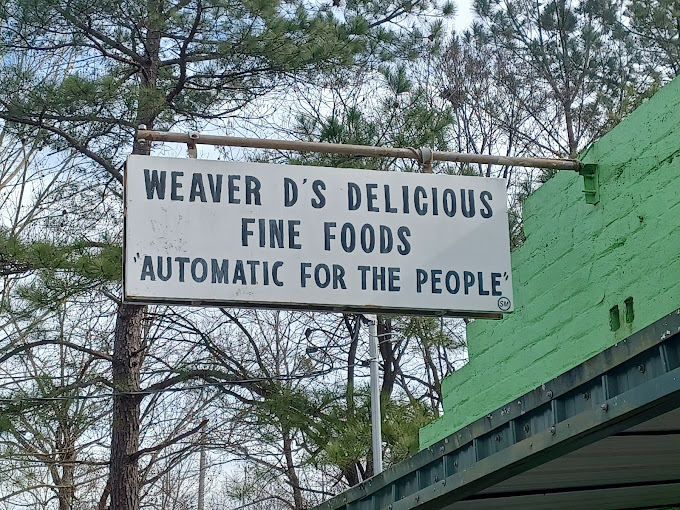 WEAVER D'S DELICIOUS
FINE FOODS
"AUTOMATIC FOR THE PEOPLE"
SM